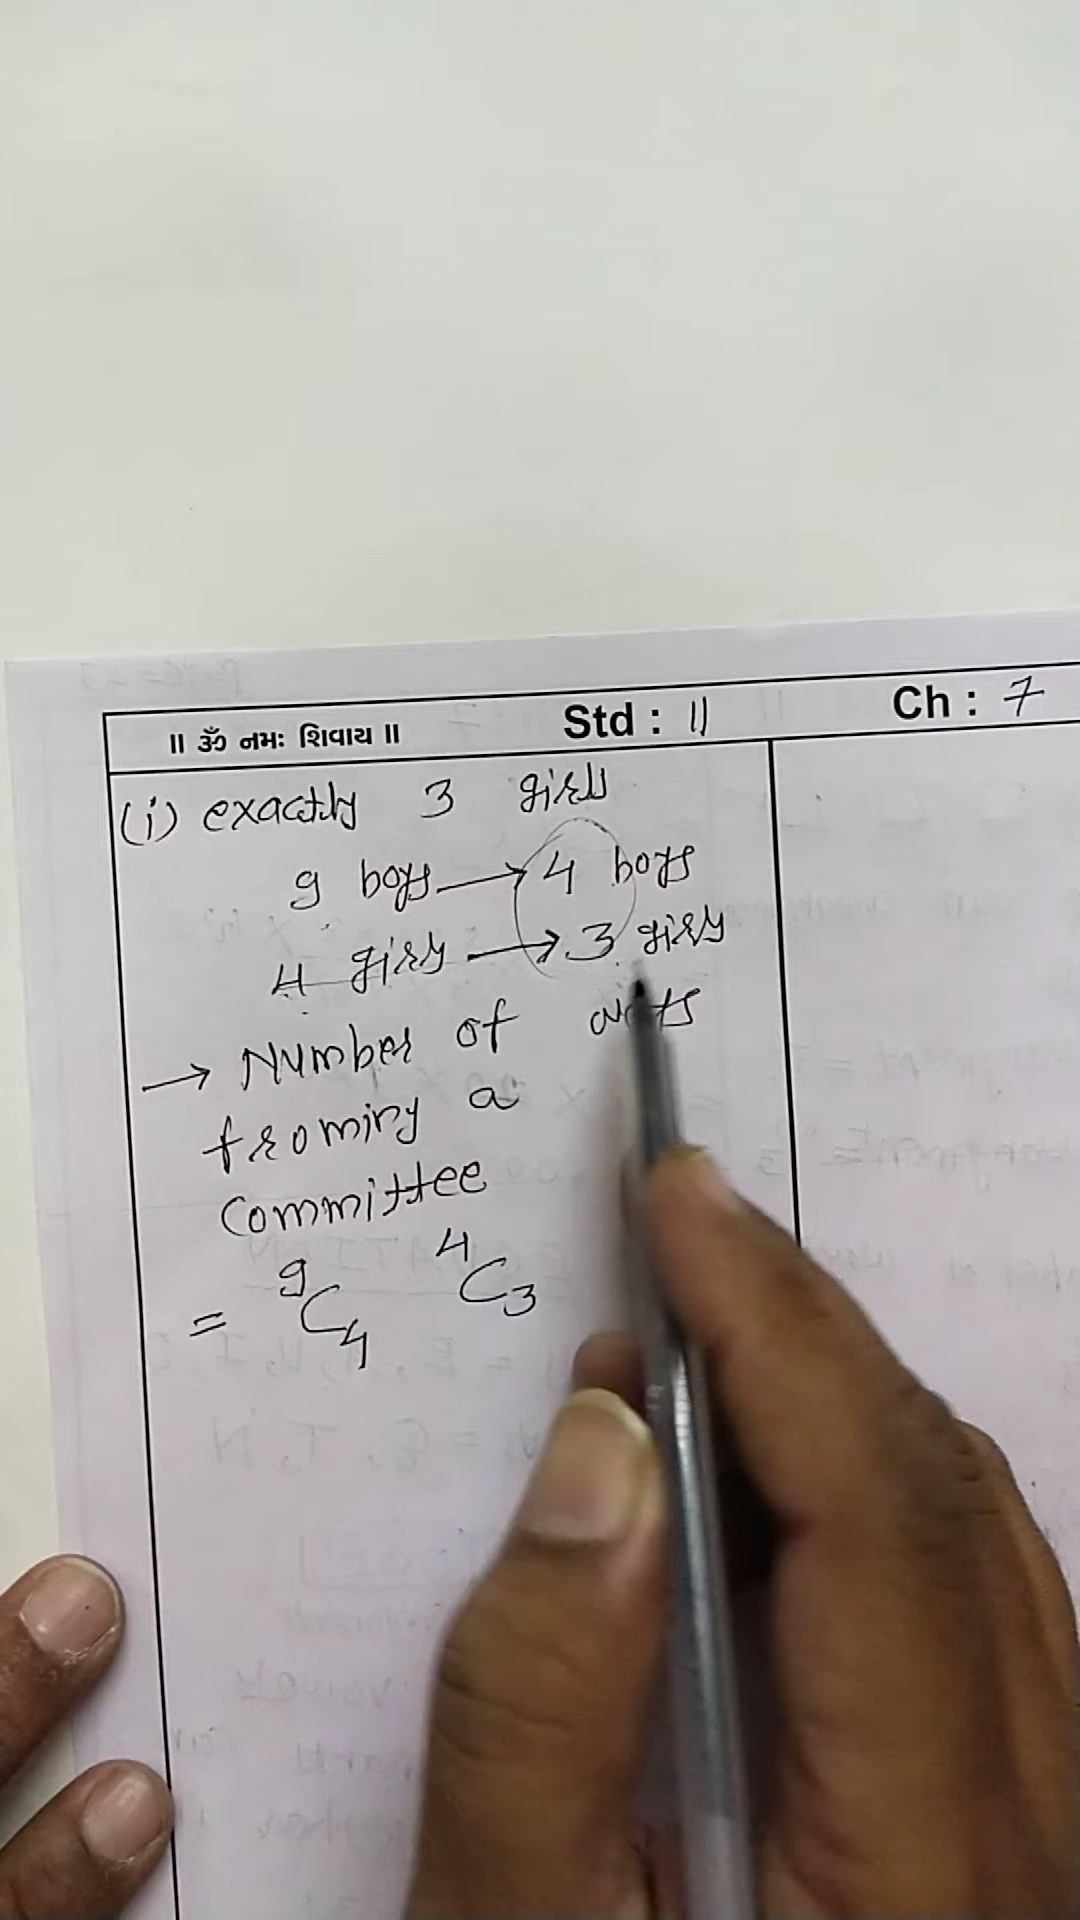 ॥ ૐ નમઃ શિવાય ॥ Std : 11 Ch : 7
(i) exactly 3 girls
9 boys → 4 boys
4 girls → 3 girls
→ Number of
froming a
Committee
= ⁹C₄ ⁴C₃